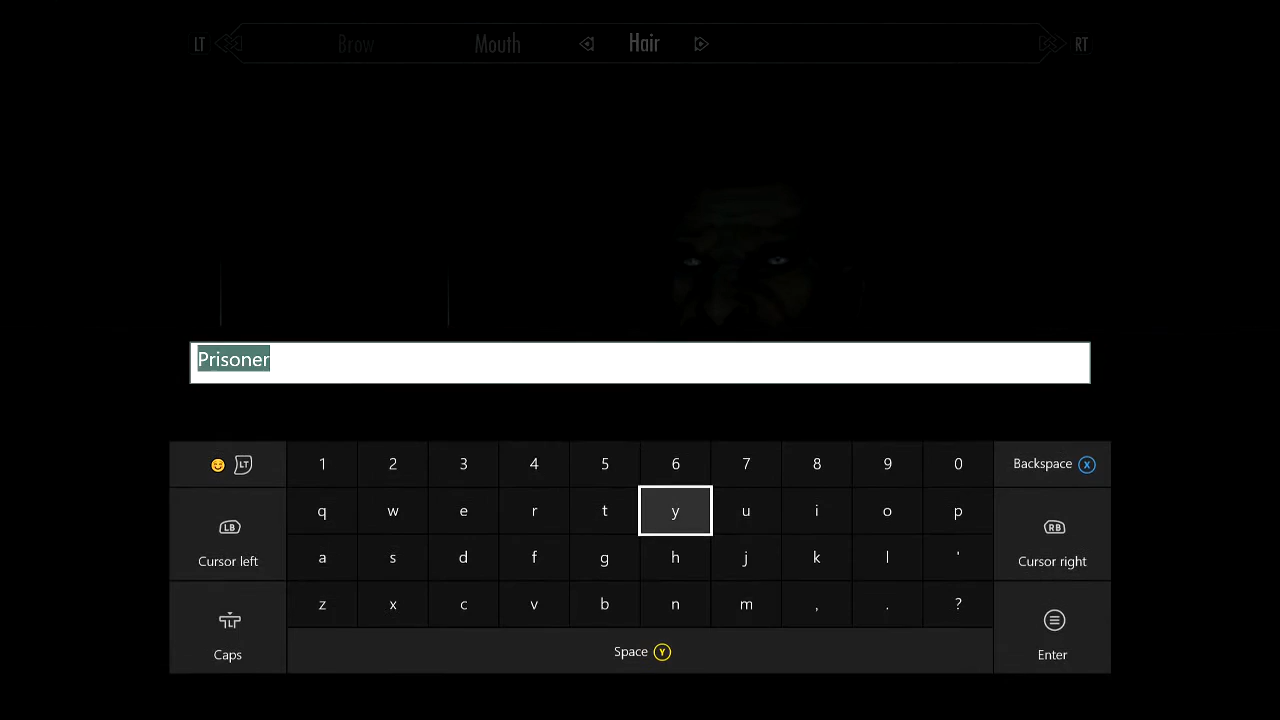 LT Brow Mouth Hair RT
Prisoner
LT 1 2 3 4 5 6 7 8 9 0 Backspace X
q w e r t y u i o p
LB RB
Cursor left a s d f g h j k l ' Cursor right
z x c v b n m , . ?
Caps Space Y Enter